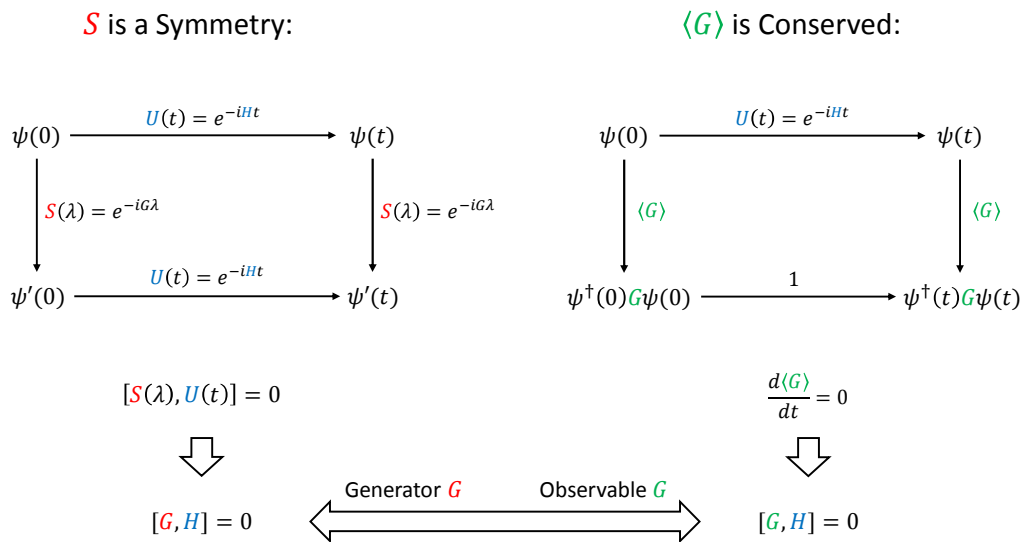 S is a Symmetry:
⟨G⟩ is Conserved:
U(t) = e^{-iHt}
ψ(0)
ψ(t)
S(λ) = e^{-iGλ}
S(λ) = e^{-iGλ}
U(t) = e^{-iHt}
ψ′(0)
ψ′(t)
[S(λ), U(t)] = 0
[G, H] = 0
U(t) = e^{-iHt}
ψ(0)
ψ(t)
⟨G⟩
⟨G⟩
1
ψ†(0)Gψ(0)
ψ†(t)Gψ(t)
d⟨G⟩/dt = 0
[G, H] = 0
Generator G
Observable G